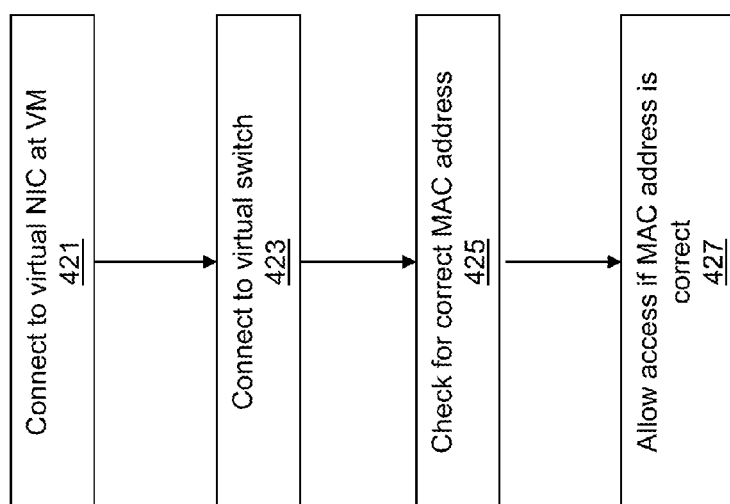 Connect to virtual NIC at VM
421
Connect to virtual switch
423
Check for correct MAC address
425
Allow access if MAC address is
correct
427